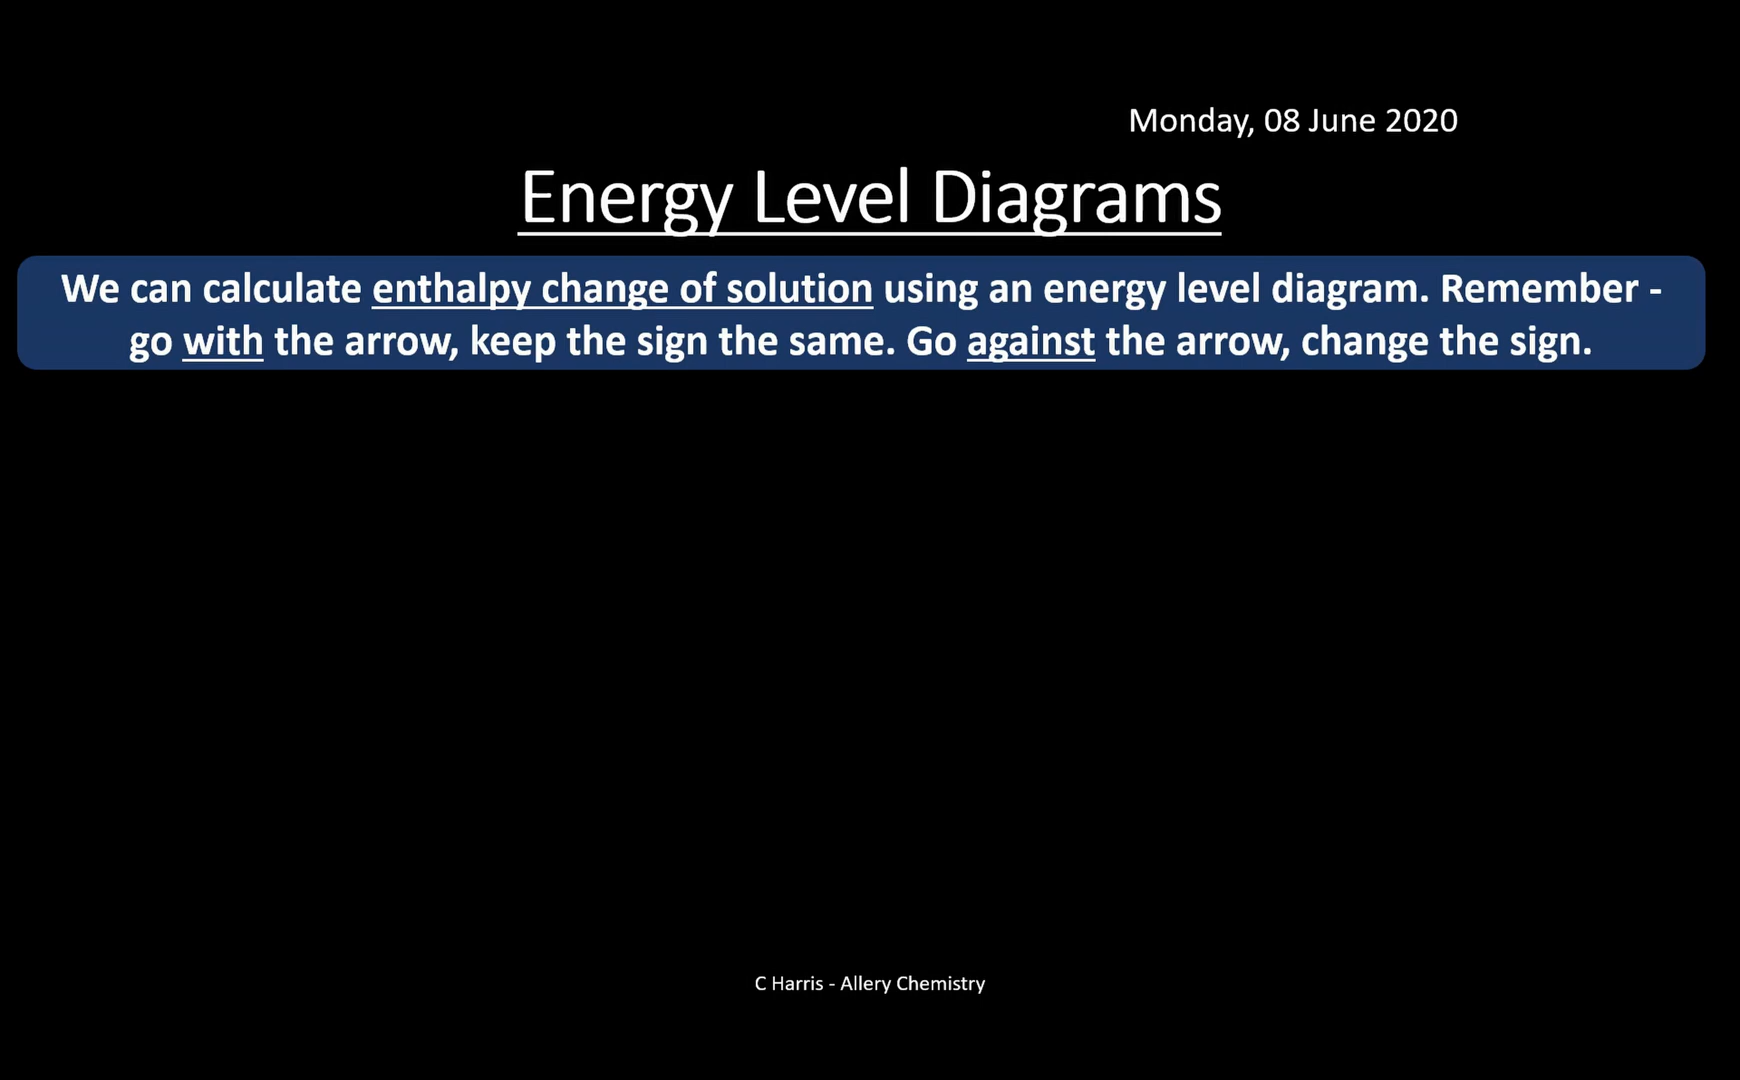 Monday, 08 June 2020
Energy Level Diagrams
We can calculate enthalpy change of solution using an energy level diagram. Remember -
go with the arrow, keep the sign the same. Go against the arrow, change the sign.
C Harris - Allery Chemistry